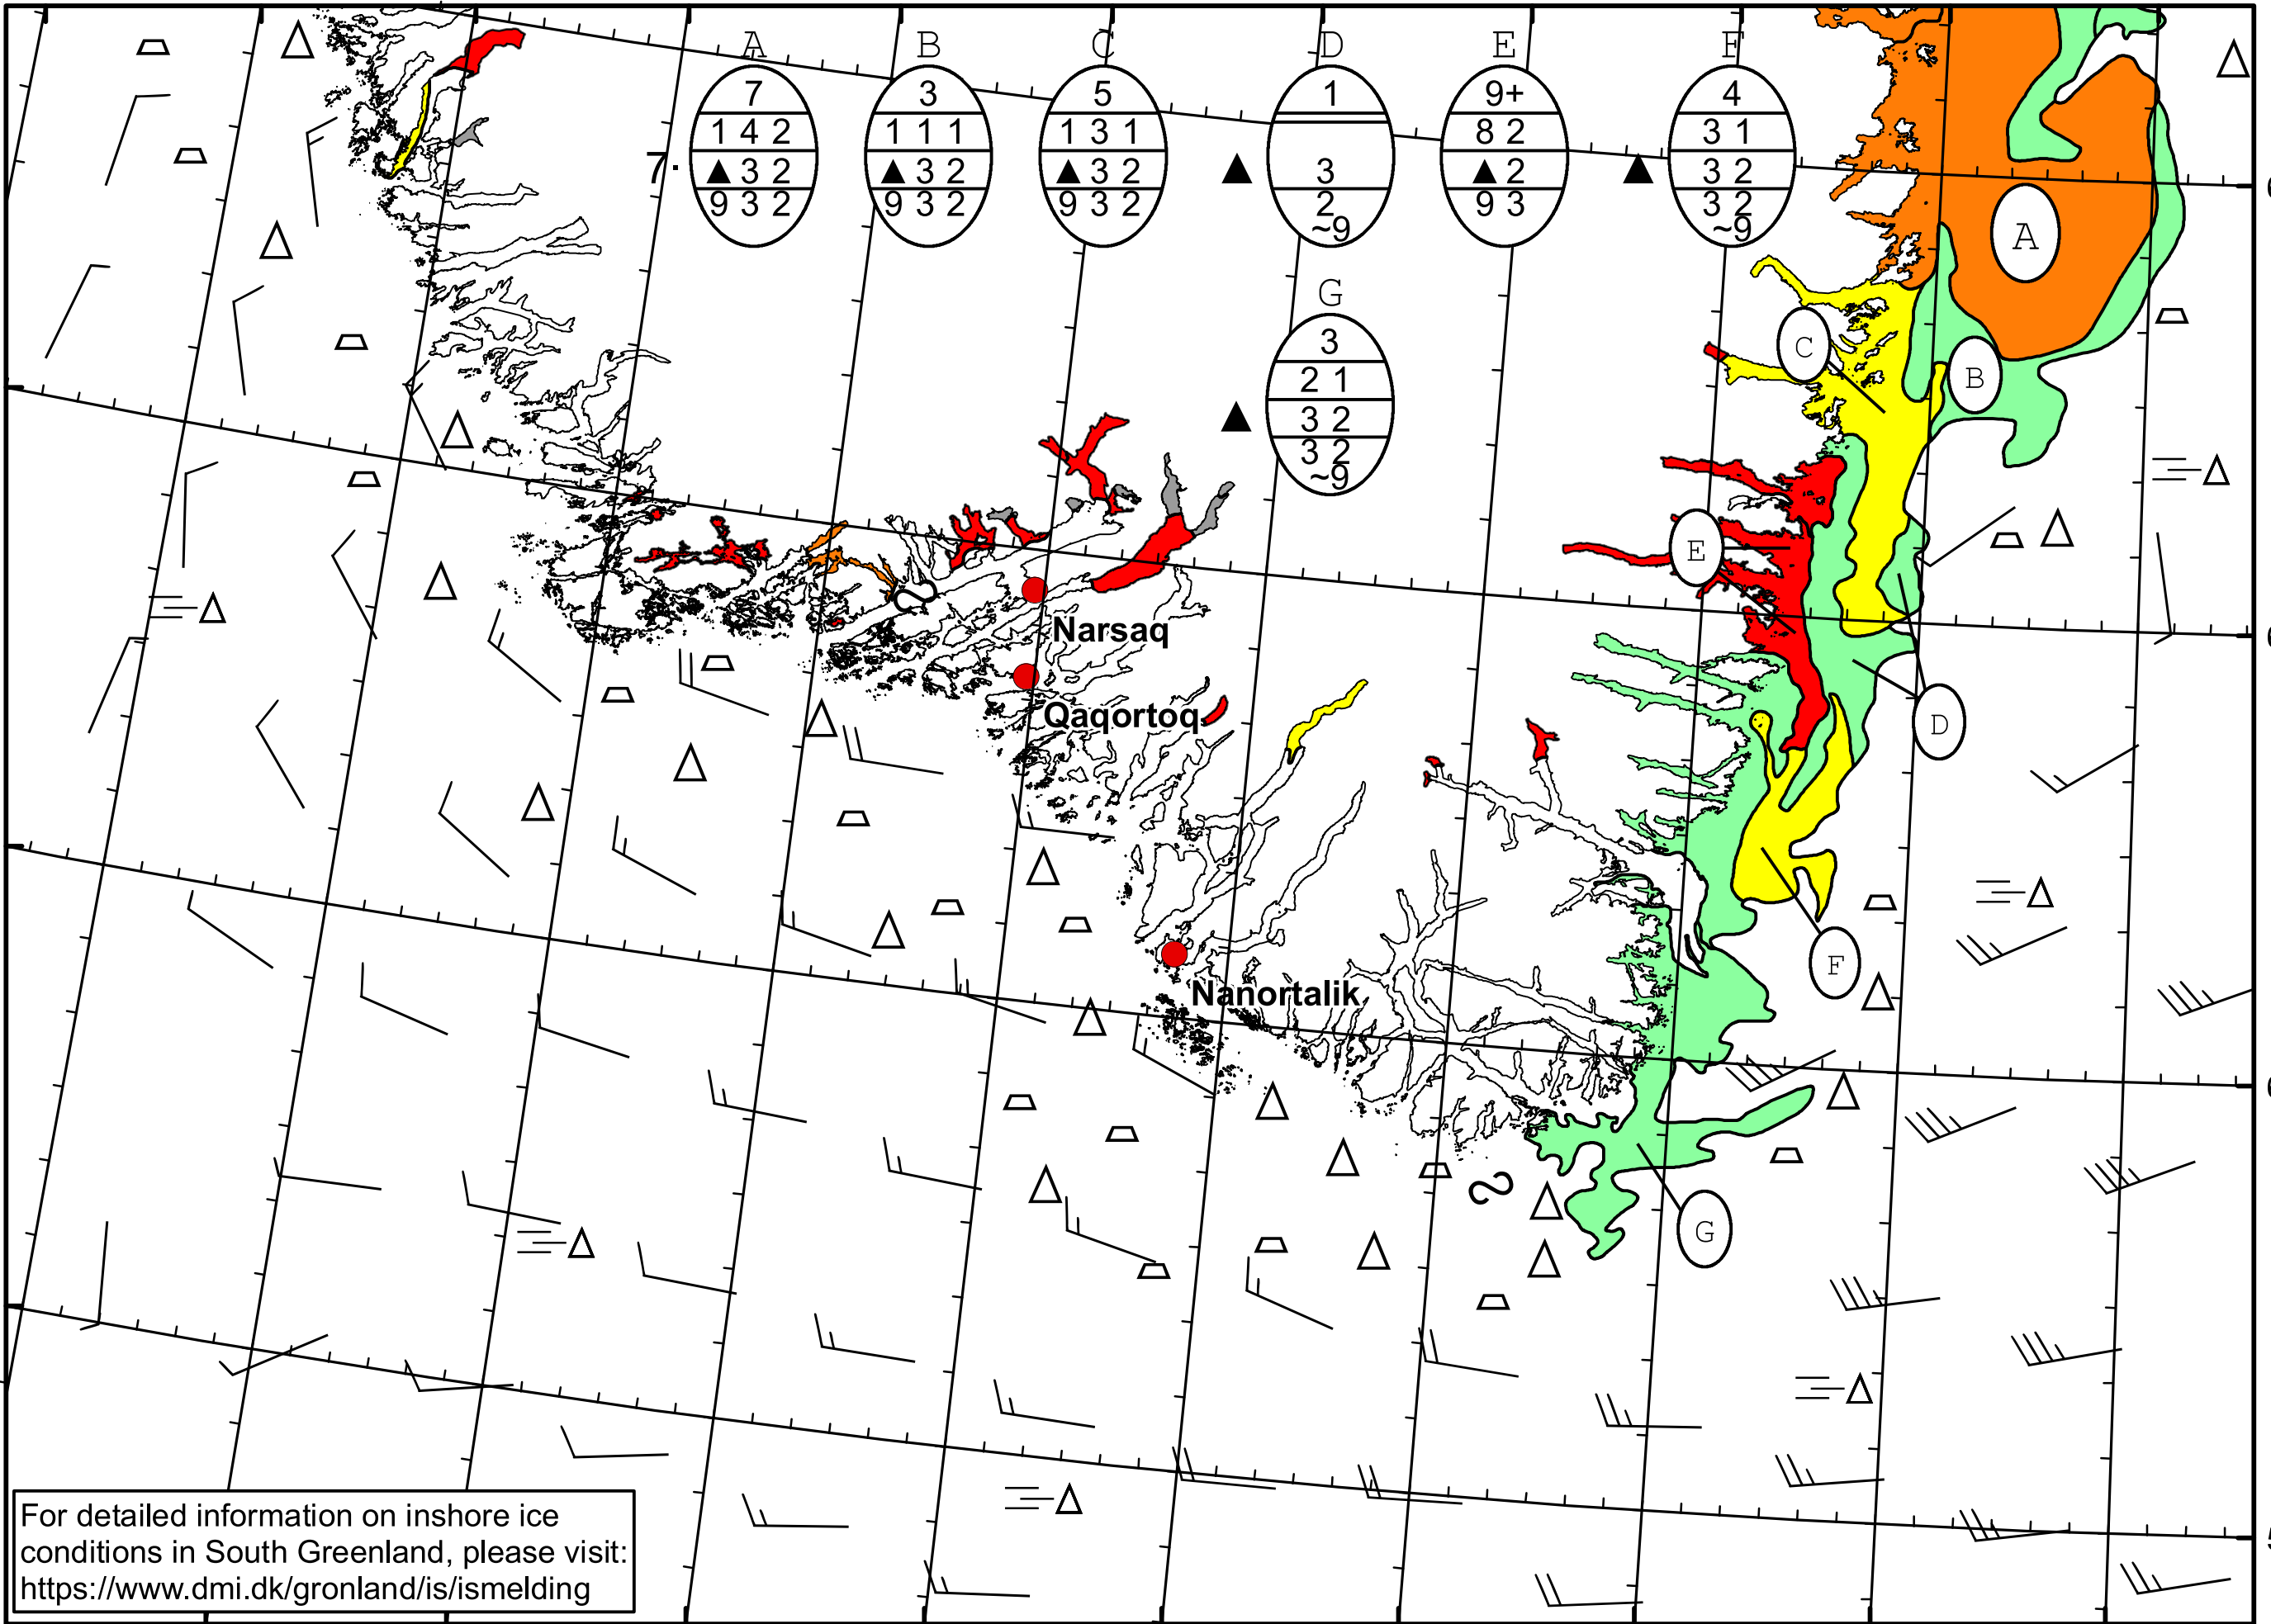 A B C D E F
7 3 5 1 9+ 4
1 4 2 1 1 1 1 3 1 8 2 3 1
7· ▲ 3 2 ▲ 3 2 ▲ 3 2 ▲ 3 ▲ 2 ▲ 3 2
9 3 2 9 3 2 9 3 2 2 9 3 3 2
~9 ~9
A
G
3
2 1
▲ 3 2
3 2
~9
C
B
E
Narsaq
Qaqortoq
D
F
Nanortalik
G
For detailed information on inshore ice
conditions in South Greenland, please visit:
https://www.dmi.dk/gronland/is/ismelding